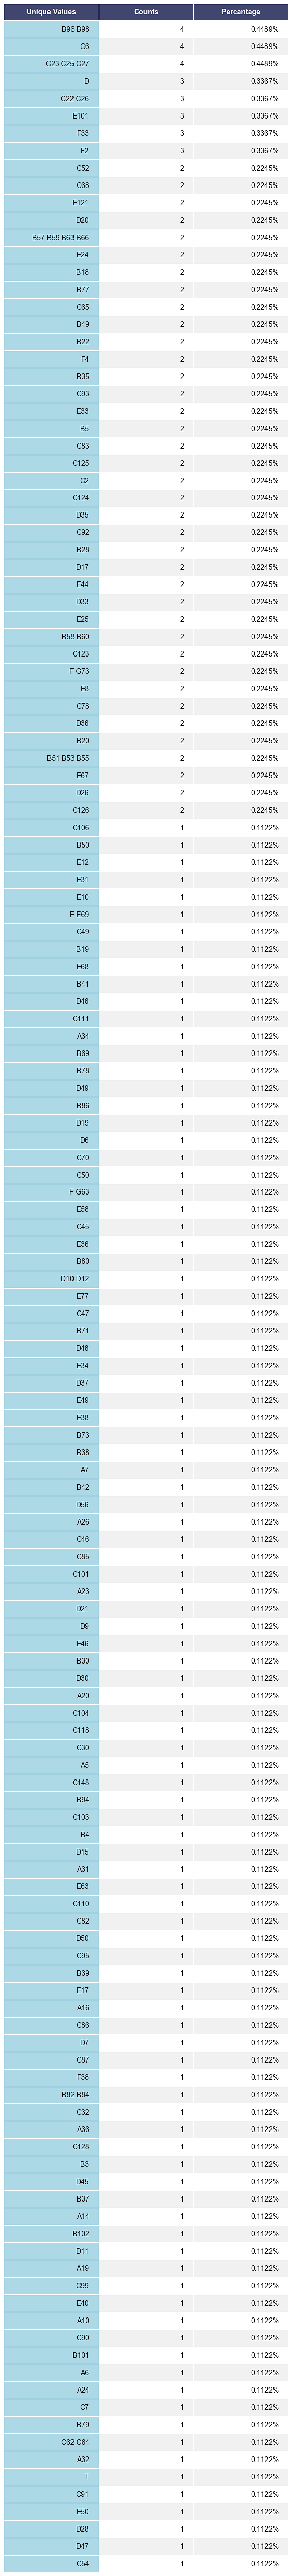 Unique Values Counts Percantage
B96 B98 4 0.4489%
G6 4 0.4489%
C23 C25 C27 4 0.4489%
D 3 0.3367%
C22 C26 3 0.3367%
E101 3 0.3367%
F33 3 0.3367%
F2 3 0.3367%
C52 2 0.2245%
C68 2 0.2245%
E121 2 0.2245%
D20 2 0.2245%
B57 B59 B63 B66 2 0.2245%
E24 2 0.2245%
B18 2 0.2245%
B77 2 0.2245%
C65 2 0.2245%
B49 2 0.2245%
B22 2 0.2245%
F4 2 0.2245%
B35 2 0.2245%
C93 2 0.2245%
E33 2 0.2245%
B5 2 0.2245%
C83 2 0.2245%
C125 2 0.2245%
C2 2 0.2245%
C124 2 0.2245%
D35 2 0.2245%
C92 2 0.2245%
B28 2 0.2245%
D17 2 0.2245%
E44 2 0.2245%
D33 2 0.2245%
E25 2 0.2245%
B58 B60 2 0.2245%
C123 2 0.2245%
F G73 2 0.2245%
E8 2 0.2245%
C78 2 0.2245%
D36 2 0.2245%
B20 2 0.2245%
B51 B53 B55 2 0.2245%
E67 2 0.2245%
D26 2 0.2245%
C126 2 0.2245%
C106 1 0.1122%
B50 1 0.1122%
E12 1 0.1122%
E31 1 0.1122%
E10 1 0.1122%
F E69 1 0.1122%
C49 1 0.1122%
B19 1 0.1122%
E68 1 0.1122%
B41 1 0.1122%
D46 1 0.1122%
C111 1 0.1122%
A34 1 0.1122%
B69 1 0.1122%
B78 1 0.1122%
D49 1 0.1122%
B86 1 0.1122%
D19 1 0.1122%
D6 1 0.1122%
C70 1 0.1122%
C50 1 0.1122%
F G63 1 0.1122%
E58 1 0.1122%
C45 1 0.1122%
E36 1 0.1122%
B80 1 0.1122%
D10 D12 1 0.1122%
E77 1 0.1122%
C47 1 0.1122%
B71 1 0.1122%
D48 1 0.1122%
E34 1 0.1122%
D37 1 0.1122%
E49 1 0.1122%
E38 1 0.1122%
B73 1 0.1122%
B38 1 0.1122%
A7 1 0.1122%
B42 1 0.1122%
D56 1 0.1122%
A26 1 0.1122%
C46 1 0.1122%
C85 1 0.1122%
C101 1 0.1122%
A23 1 0.1122%
D21 1 0.1122%
D9 1 0.1122%
E46 1 0.1122%
B30 1 0.1122%
D30 1 0.1122%
A20 1 0.1122%
C104 1 0.1122%
C118 1 0.1122%
C30 1 0.1122%
A5 1 0.1122%
C148 1 0.1122%
B94 1 0.1122%
C103 1 0.1122%
B4 1 0.1122%
D15 1 0.1122%
A31 1 0.1122%
E63 1 0.1122%
C110 1 0.1122%
C82 1 0.1122%
D50 1 0.1122%
C95 1 0.1122%
B39 1 0.1122%
E17 1 0.1122%
A16 1 0.1122%
C86 1 0.1122%
D7 1 0.1122%
C87 1 0.1122%
F38 1 0.1122%
B82 B84 1 0.1122%
C32 1 0.1122%
A36 1 0.1122%
C128 1 0.1122%
B3 1 0.1122%
D45 1 0.1122%
B37 1 0.1122%
A14 1 0.1122%
B102 1 0.1122%
D11 1 0.1122%
A19 1 0.1122%
C99 1 0.1122%
E40 1 0.1122%
A10 1 0.1122%
C90 1 0.1122%
B101 1 0.1122%
A6 1 0.1122%
A24 1 0.1122%
C7 1 0.1122%
B79 1 0.1122%
C62 C64 1 0.1122%
A32 1 0.1122%
T 1 0.1122%
C91 1 0.1122%
E50 1 0.1122%
D28 1 0.1122%
D47 1 0.1122%
C54 1 0.1122%